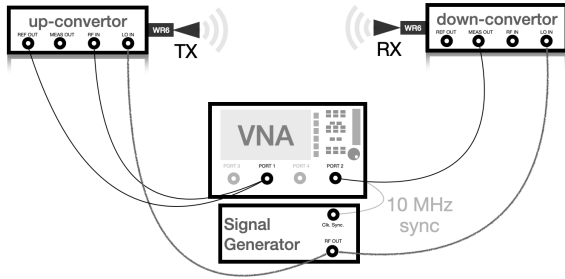 up-convertor
REF OUT MEAS OUT RF IN LO IN
WR6
TX
down-convertor
REF OUT MEAS OUT RF IN LO IN
WR6
RX
VNA
PORT 3 PORT 1 PORT 4 PORT 2
10 MHz
sync
Signal
Generator
Clk. Sync.
RF OUT